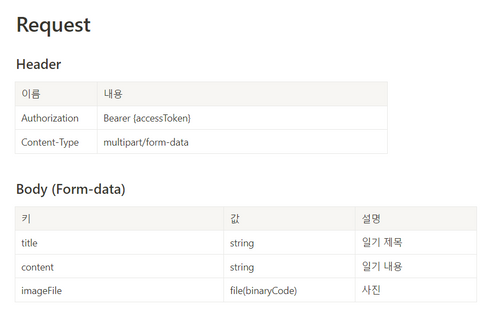 Request
Header
이름 내용
Authorization Bearer {accessToken}
Content-Type multipart/form-data
Body (Form-data)
키 값 설명
title string 일기 제목
content string 일기 내용
imageFile file(binaryCode) 사진